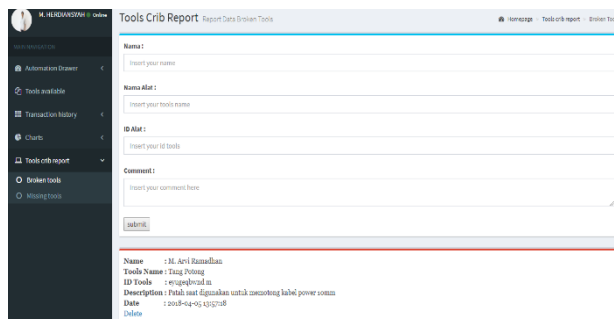 M. HERDIANSYAH Online
MAIN NAVIGATION
Automation Drawer
Tools available
Transaction history
Charts
Tools crib report
Broken tools
Missing tools
Tools Crib Report Report Data Broken Tools
Homepage Tools crib report Broken Too
Nama :
Insert your name
Nama Alat :
Insert your tools name
ID Alat :
Insert your id tools
Comment :
Insert your comment here
submit
Name : M. Arvi Ramadhan
Tools Name : Tang Potong
ID Tools :
Description : Patah saat digunakan untuk memotong kabel power 10mm
Date : 2018-04-05 13:57:18
Delete